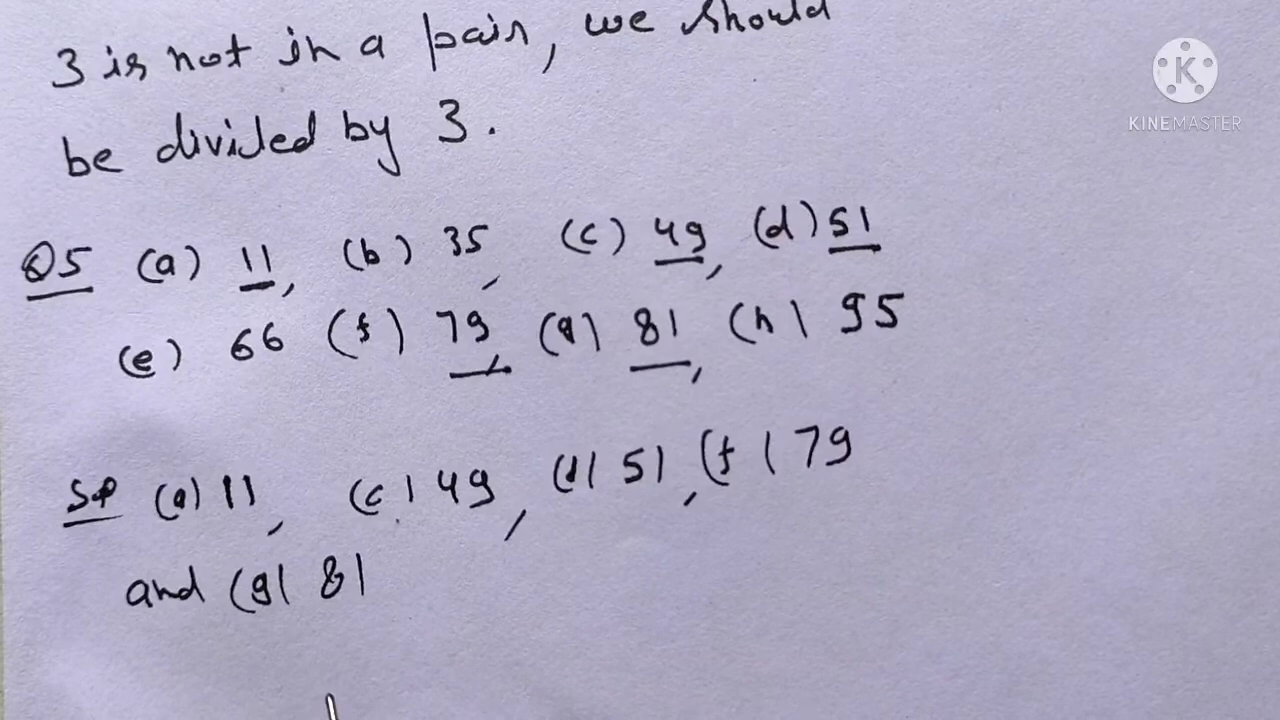 3 is not in a pair, we should
be divided by 3.
KINEMASTER
Q5 (a) 11, (b) 35, (c) 49, (d) 51
(e) 66 (f) 79, (g) 81, (h) 95
(a) 11, (c) 49, (d) 51, (f) 79
and (g) 81